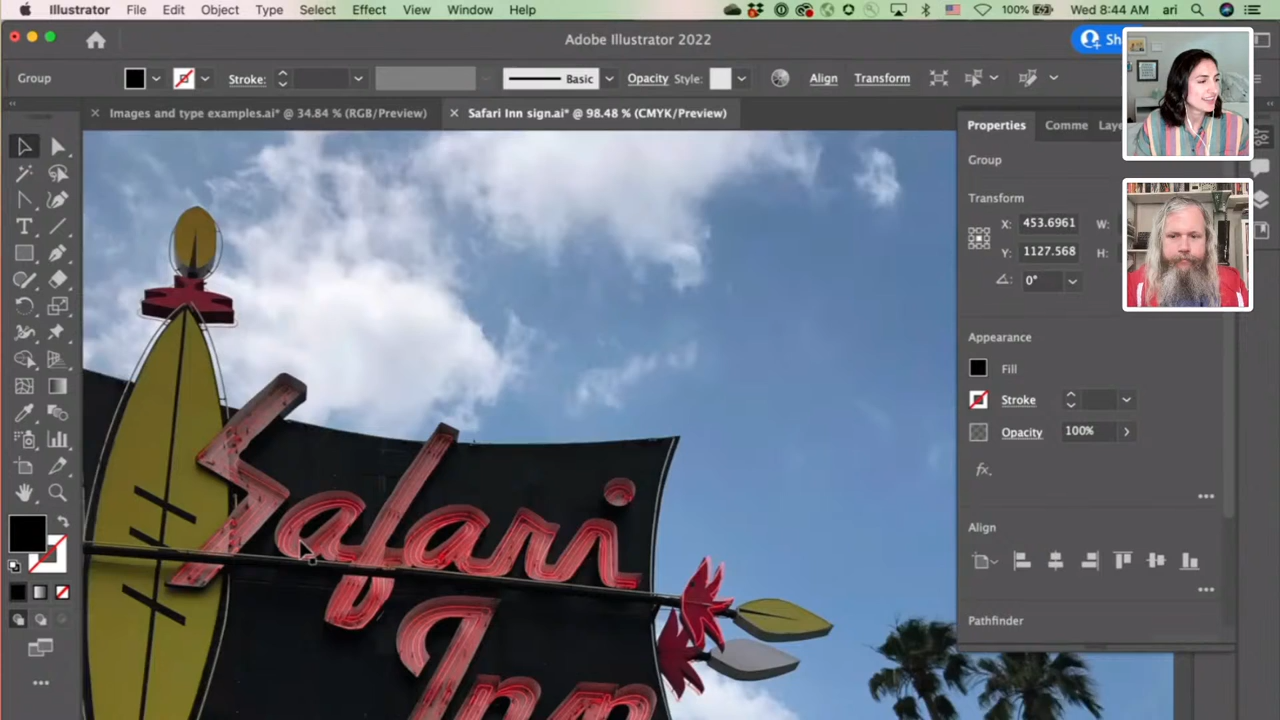 Illustrator File Edit Object Type Select Effect View Window Help 100% Wed 8:44 AM ari
Adobe Illustrator 2022
Group Stroke: Basic Opacity Style: Align Transform
Images and type examples.ai* @ 34.84 % (RGB/Preview) Safari Inn sign.ai* @ 98.48 % (CMYK/Preview)
Properties Comme
Group
Transform
X: 453.6961 W:
Y: 1127.568 H:
0°
Appearance
Fill
Stroke
Opacity 100%
Align
Pathfinder
Safari
Inn